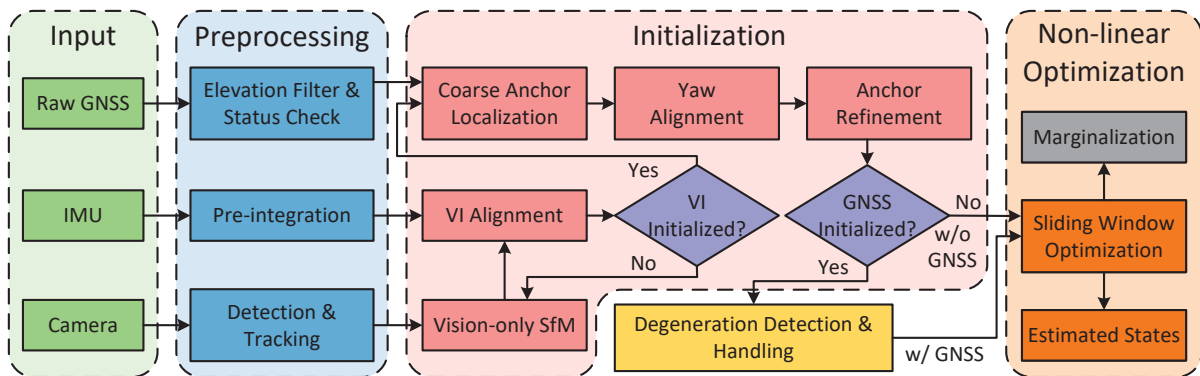 Input
Raw GNSS
IMU
Camera
Preprocessing
Elevation Filter &
Status Check
Pre-integration
Detection &
Tracking
Initialization
Coarse Anchor
Localization
Yaw
Alignment
Anchor
Refinement
Yes
VI Alignment
VI
Initialized?
GNSS
Initialized?
No
w/o
GNSS
No
Yes
Vision-only SfM
Degeneration Detection &
Handling
w/ GNSS
Non-linear
Optimization
Marginalization
Sliding Window
Optimization
Estimated States